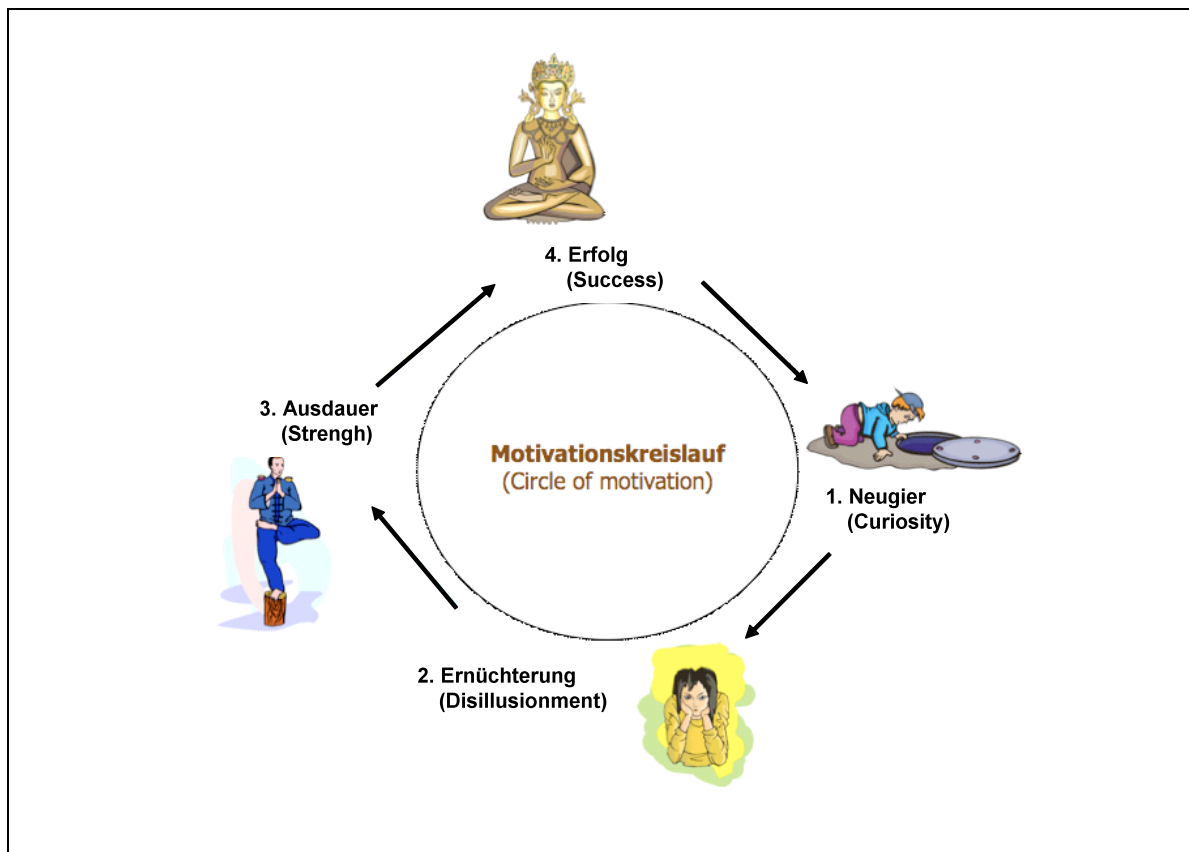 4. Erfolg
(Success)
3. Ausdauer
(Strengh)
Motivationskreislauf
(Circle of motivation)
1. Neugier
(Curiosity)
2. Ernüchterung
(Disillusionment)